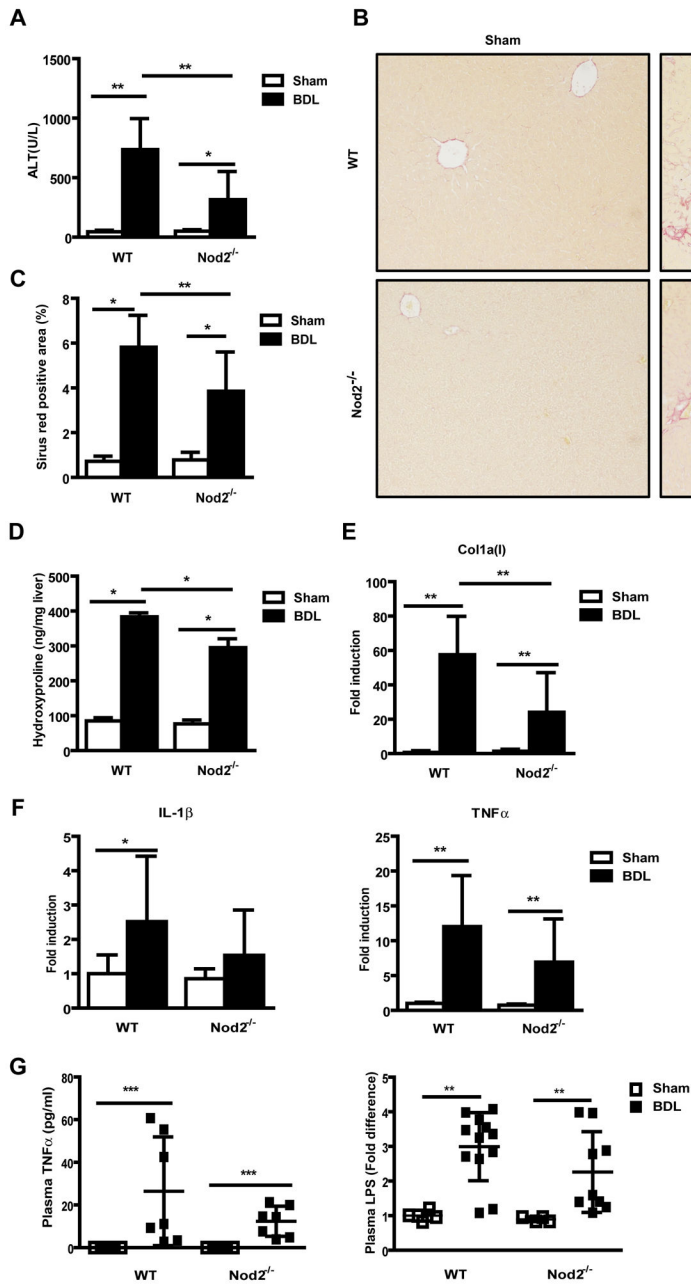 A
ALT(U/L)
1500
1000
500
0
**
**
*
Sham
BDL
WT
Nod2-/-
B
Sham
WT
Nod2-/-
C
Sirus red positive area (%)
8
6
4
2
0
*
**
*
Sham
BDL
WT
Nod2-/-
D
Hydroxyproline (ng/mg liver)
500
400
300
200
100
0
*
*
*
Sham
BDL
WT
Nod2-/-
E
Col1a(I)
Fold induction
100
80
60
40
20
0
**
**
**
Sham
BDL
WT
Nod2-/-
F
IL-1β
Fold induction
5
4
3
2
1
0
*
WT
Nod2-/-
TNFα
Fold induction
25
20
15
10
5
0
**
**
Sham
BDL
WT
Nod2-/-
G
Plasma TNFα (pg/ml)
80
60
40
20
0
***
***
WT
Nod2-/-
Plasma LPS (Fold difference)
5
4
3
2
1
0
**
**
Sham
BDL
WT
Nod2-/-